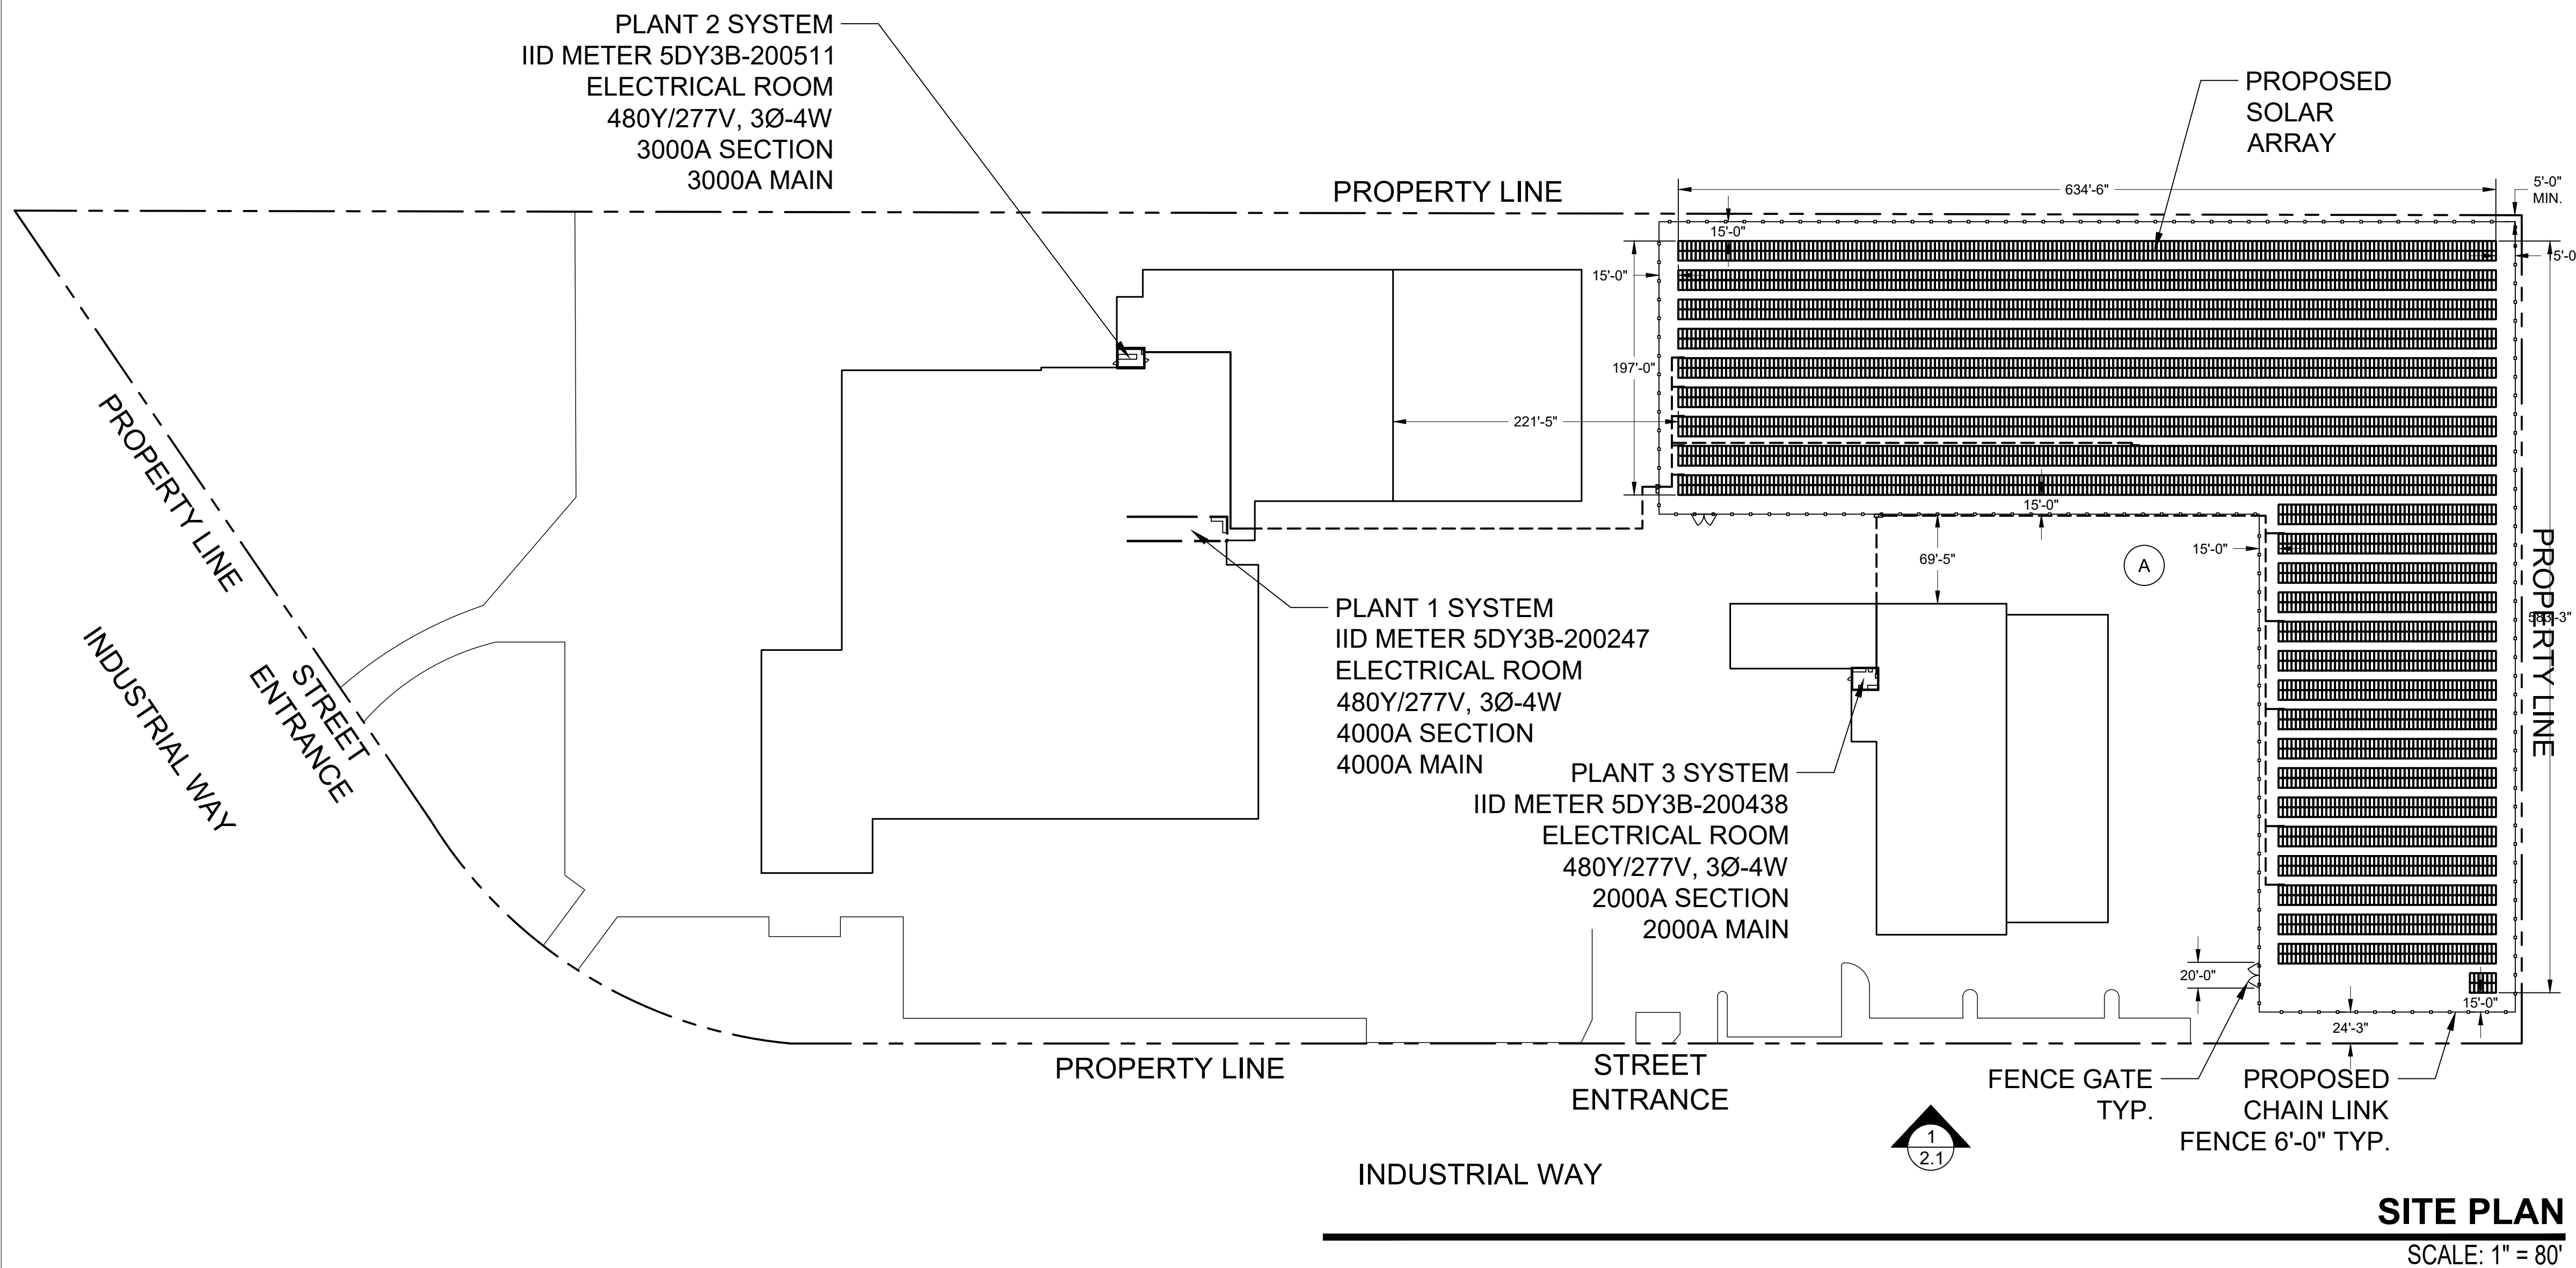 PLANT 2 SYSTEM
IID METER 5DY3B-200511
ELECTRICAL ROOM
480Y/277V, 3Ø-4W
3000A SECTION
3000A MAIN
PROPOSED
SOLAR
ARRAY
PROPERTY LINE
634'-6"
5'-0"
MIN.
15'-0"
15'-0"
15'-0
197'-0"
221'-5"
15'-0"
69'-5"
A
15'-0"
PROPERTY LINE
583'-3"
PROPERTY LINE
INDUSTRIAL WAY
STREET
ENTRANCE
PLANT 1 SYSTEM
IID METER 5DY3B-200247
ELECTRICAL ROOM
480Y/277V, 3Ø-4W
4000A SECTION
4000A MAIN
PLANT 3 SYSTEM
IID METER 5DY3B-200438
ELECTRICAL ROOM
480Y/277V, 3Ø-4W
2000A SECTION
2000A MAIN
20'-0"
15'-0"
24'-3"
PROPERTY LINE
STREET
ENTRANCE
FENCE GATE
TYP.
PROPOSED
CHAIN LINK
FENCE 6'-0" TYP.
1
2.1
INDUSTRIAL WAY
SITE PLAN
SCALE: 1" = 80'